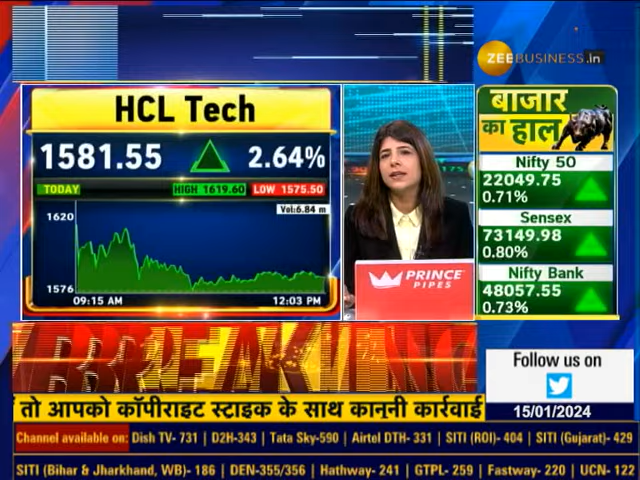 ZEEBUSINESS.in
HCL Tech
1581.55 2.64%
TODAY HIGH 1619.60 LOW 1575.50
Vol:6.84 m
1620
1576
09:15 AM 12:03 PM
PRINCE
PIPES
बाजार
का हाल
Nifty 50
22049.75
0.71%
Sensex
73149.98
0.80%
Nifty Bank
48057.55
0.73%
तो आपको कॉपीराइट स्टाइक के साथ कानूनी कार्रवाई
Follow us on
15/01/2024
Channel available on: Dish TV- 731 | D2H-343 | Tata Sky-590 | Airtel DTH- 331 | SITI (ROI)- 404 | SITI (Gujarat)- 429
SITI (Bihar & Jharkhand, WB)- 186 | DEN-355/356 | Hathway- 241 | GTPL- 259 | Fastway- 220 | UCN- 122